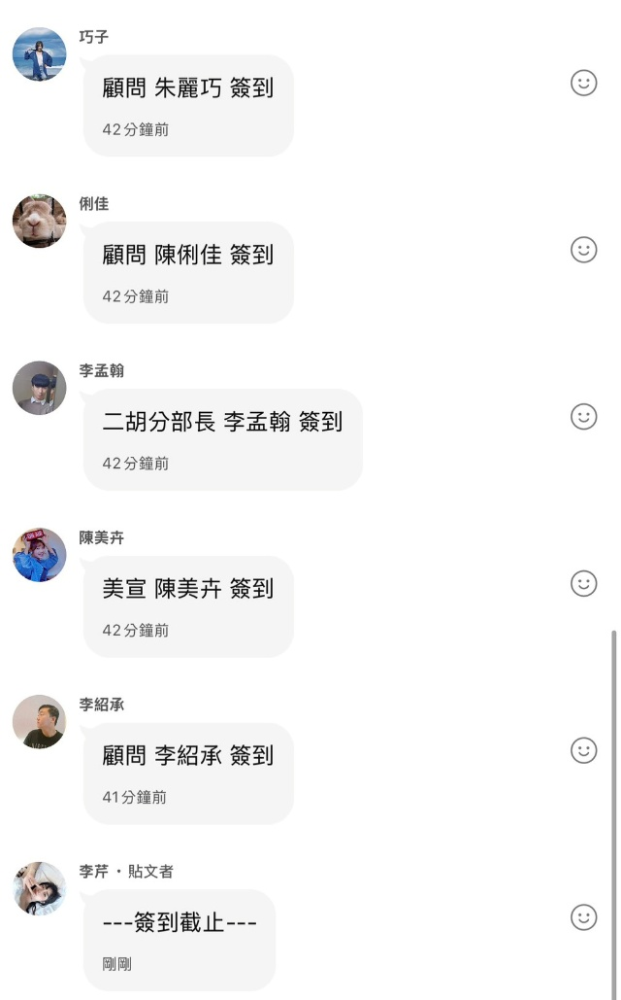 巧子
顧問 朱麗巧 簽到
42分鐘前
俐佳
顧問 陳俐佳 簽到
42分鐘前
李孟翰
二胡分部長 李孟翰 簽到
42分鐘前
陳美卉
美宣 陳美卉 簽到
42分鐘前
李紹承
顧問 李紹承 簽到
41分鐘前
李芹・貼文者
---簽到截止---
剛剛